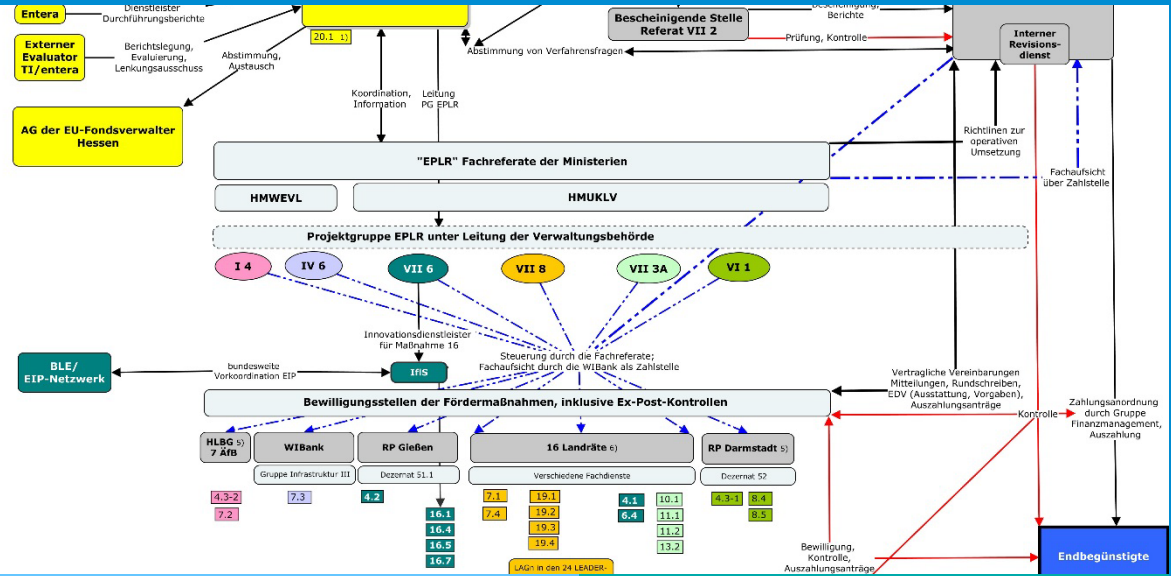 Entera
Dienstleister
Durchführungsberichte
20.1 1)
Bescheinigende Stelle
Referat VII 2
Berichte
Prüfung, Kontrolle
Interner
Revisions-
dienst
Externer
Evaluator
TI/entera
Berichtslegung,
Evaluierung,
Lenkungsausschuss
Abstimmung,
Austausch
Abstimmung von Verfahrensfragen
Koordination,
Information
Leitung
PG EPLR
AG der EU-Fondsverwalter
Hessen
Richtlinen zur
operativen
Umsetzung
"EPLR" Fachreferate der Ministerien
Fachaufsicht
über Zahlstelle
HMWEVL
HMUKLV
Projektgruppe EPLR unter Leitung der Verwaltungsbehörde
I 4
IV 6
VII 6
VII 8
VII 3A
VI 1
Innovationsdienstleister
für Maßnahme 16
Steuerung durch die Fachreferate;
Fachaufsicht durch die WIBank als Zahlstelle
BLE/
EIP-Netzwerk
bundesweite
Vorkoordination EIP
IfLS
Vertragliche Vereinbarungen
Mitteilungen, Rundschreiben,
EDV (Ausstattung, Vorgaben),
Auszahlungsanträge
Bewilligungsstellen der Fördermaßnahmen, inklusive Ex-Post-Kontrollen
Kontrolle
Zahlungsanordnung
durch Gruppe
Finanzmanagement,
Auszahlung
HLBG 5)
7 ÄfB
WIBank
RP Gießen
16 Landräte 6)
RP Darmstadt 5)
Gruppe Infrastruktur III
Dezernat 51.1
Verschiedene Fachdienste
Dezernat 52
4.3-2
7.2
7.3
4.2
16.1
16.4
16.5
16.7
7.1
7.4
19.1
19.2
19.3
19.4
4.1
6.4
10.1
11.1
11.2
13.2
4.3-1
8.4
8.5
LAGn in den 24 LEADER-
Bewilligung,
Kontrolle,
Auszahlungsanträge
Endbegünstigte